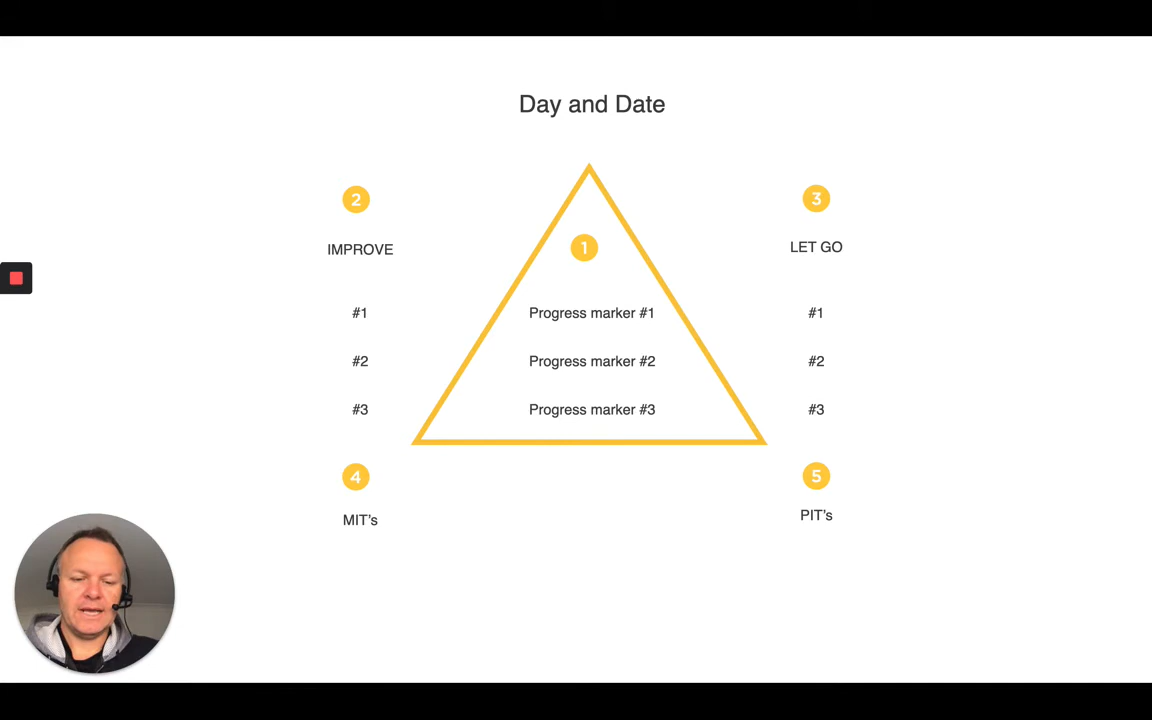 Day and Date
2
3
IMPROVE
1
LET GO
#1
Progress marker #1
#1
#2
Progress marker #2
#2
#3
Progress marker #3
#3
4
5
MIT’s
PIT’s